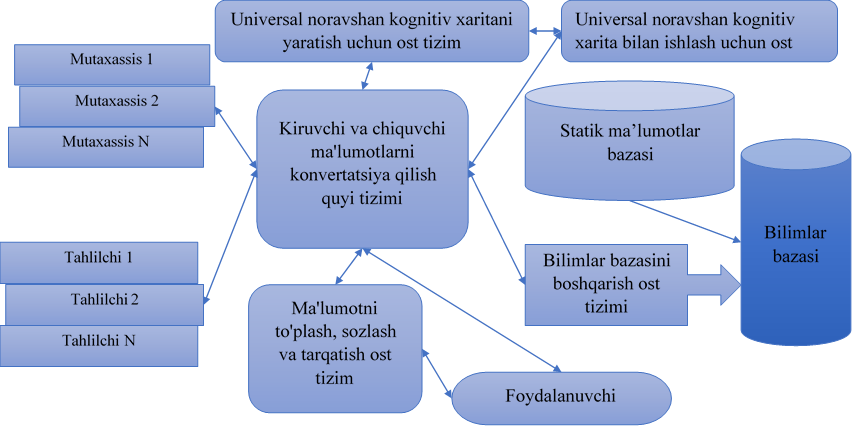 Universal noravshan kognitiv xaritani
yaratish uchun ost tizim
Universal noravshan kognitiv
xarita bilan ishlash uchun ost
Mutaxassis 1
Mutaxassis 2
Mutaxassis N
Kiruvchi va chiquvchi
ma'lumotlarni
konvertatsiya qilish
quyi tizimi
Statik ma’lumotlar
bazasi
Bilimlar
bazasi
Tahlilchi 1
Tahlilchi 2
Tahlilchi N
Bilimlar bazasini
boshqarish ost
tizimi
Ma'lumotni
to'plash, sozlash
va tarqatish ost
tizim
Foydalanuvchi